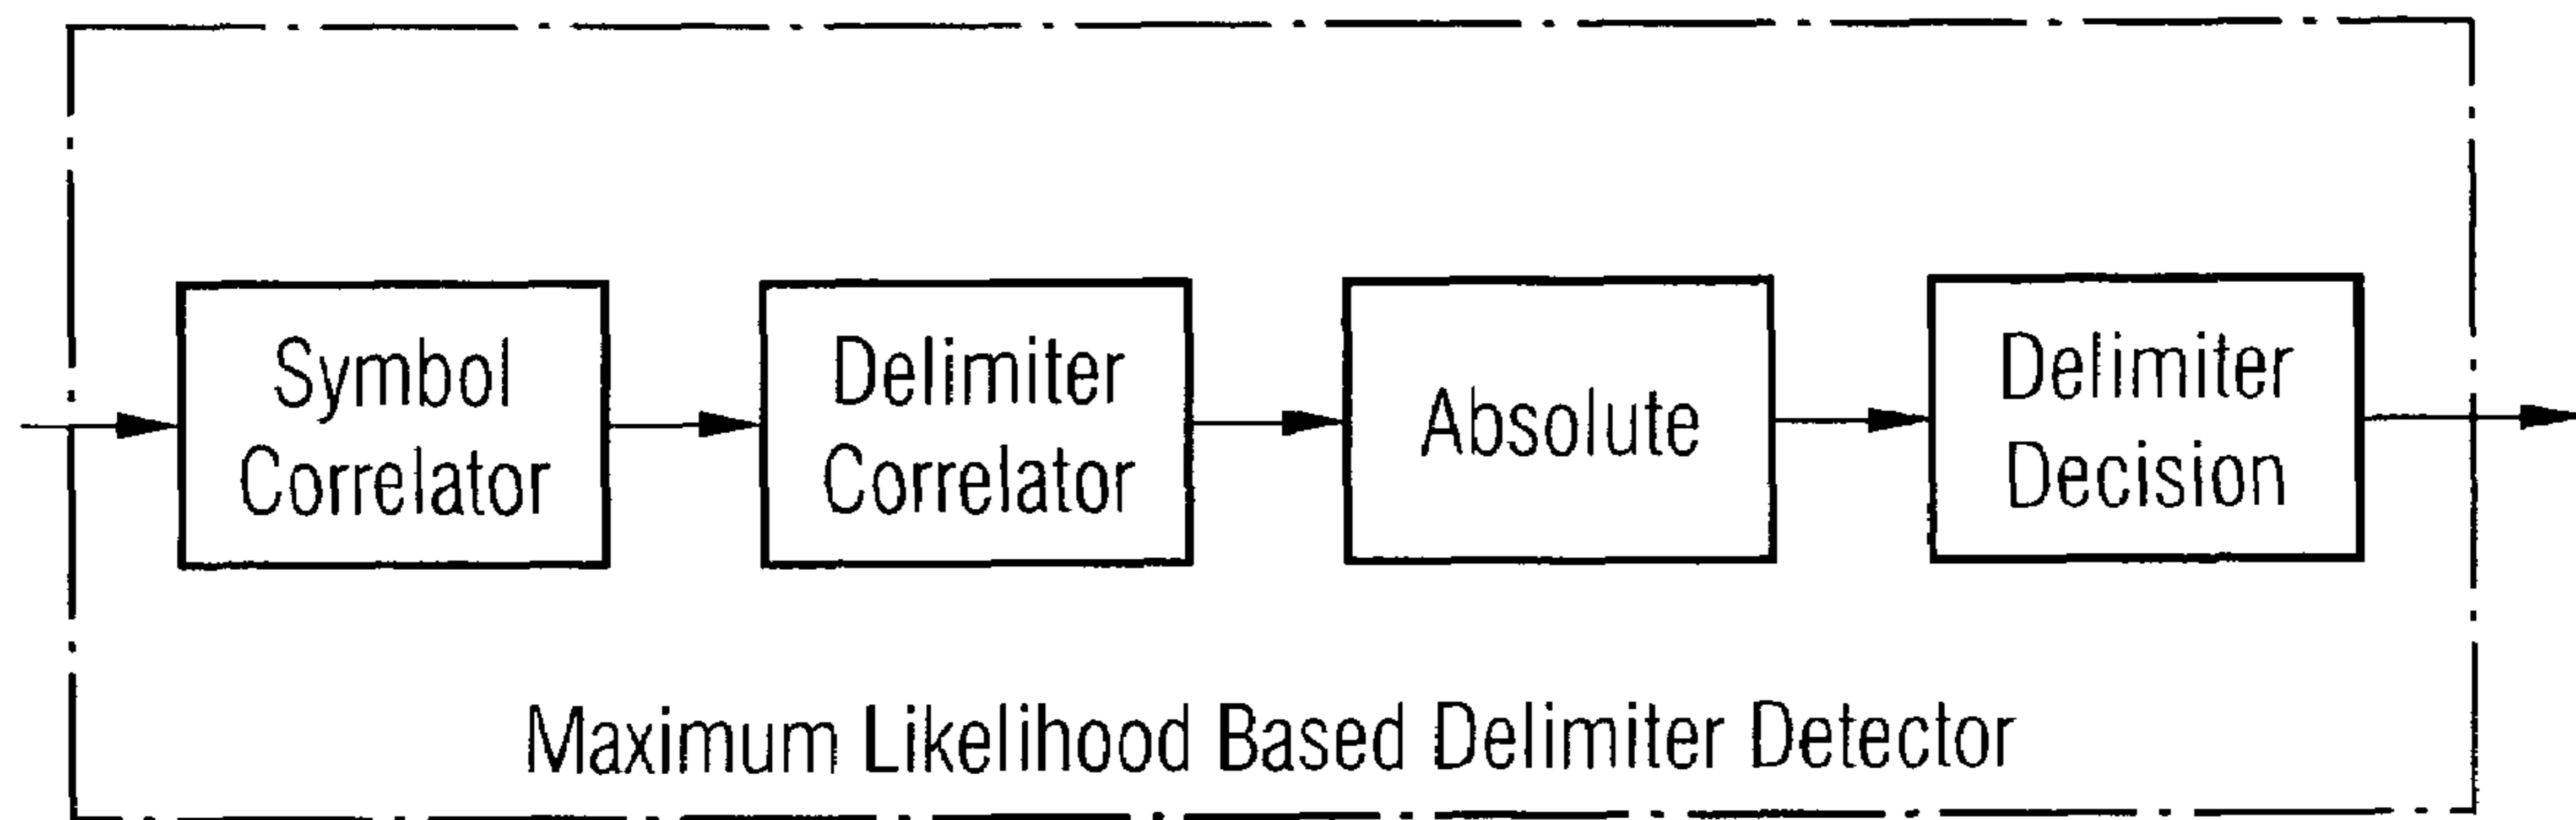 Symbol
Correlator
Delimiter
Correlator
Absolute
Delimiter
Decision
Maximum Likelihood Based Delimiter Detector